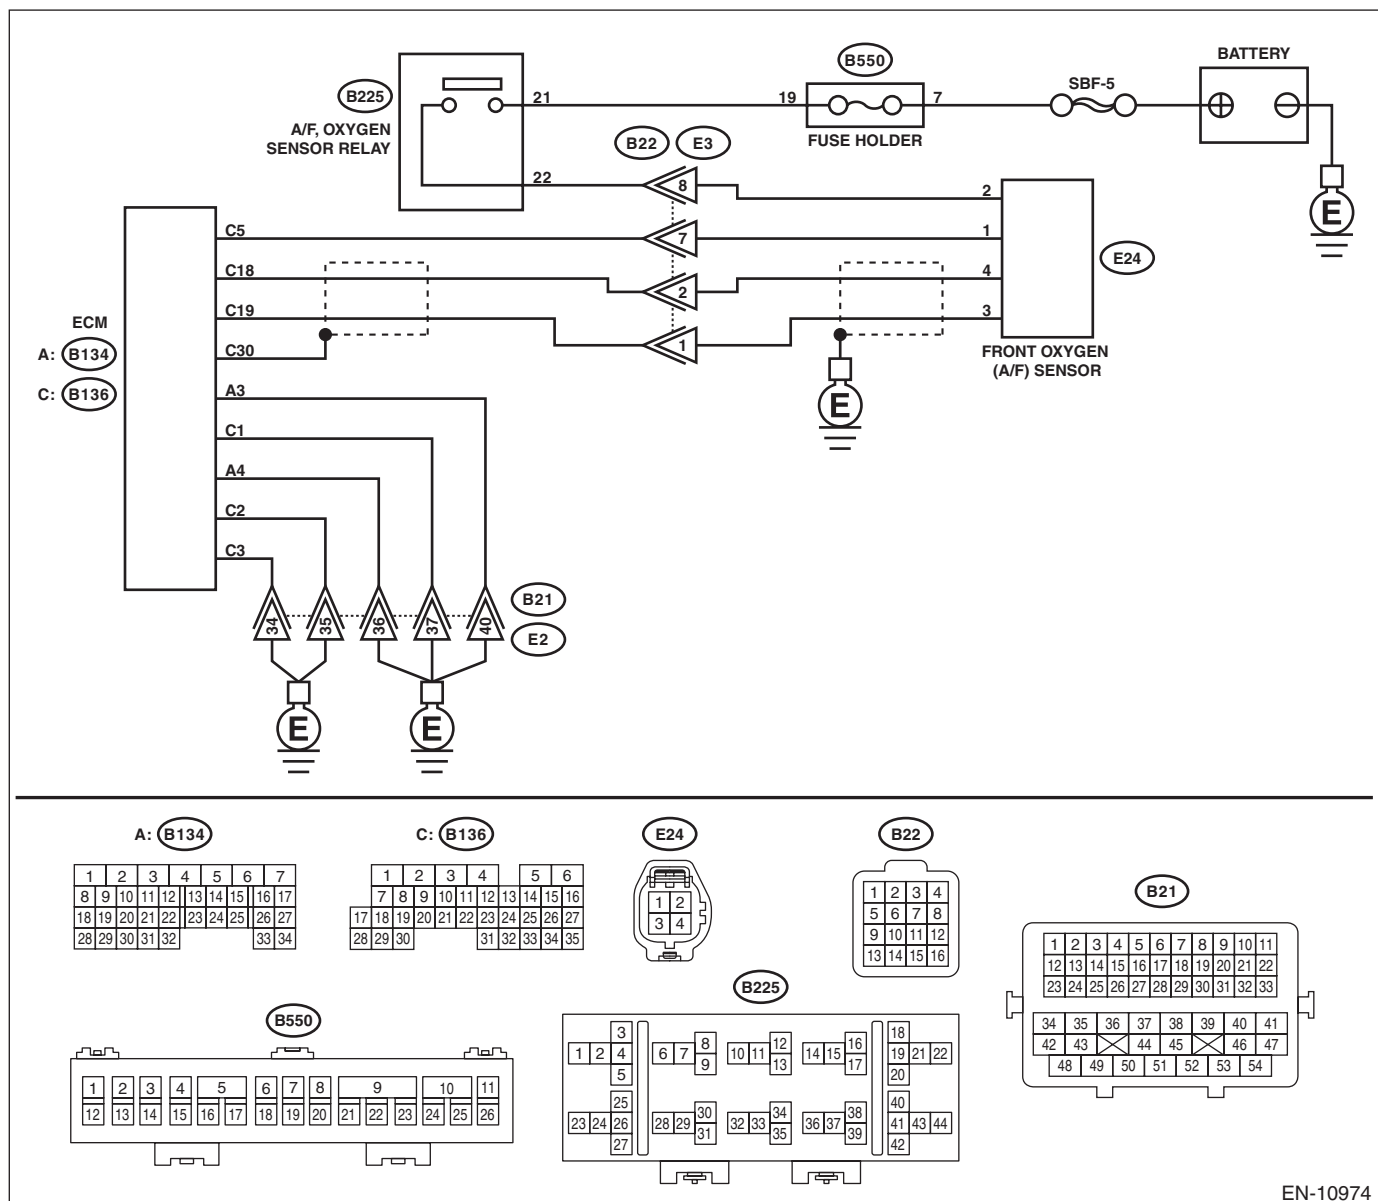 BATTERY
B550
SBF-5
B225
21
19
7
A/F, OXYGEN
SENSOR RELAY
FUSE HOLDER
B22
E3
22
8
2
E
C5
7
1
E24
C18
2
4
C19
1
3
ECM
A: B134
C: B136
C30
FRONT OXYGEN
(A/F) SENSOR
E
A3
C1
A4
C2
C3
34
35
36
37
40
B21
E2
E
E
A: B134
1 2 3 4 5 6 7
8 9 10 11 12 13 14 15 16 17
18 19 20 21 22 23 24 25 26 27
28 29 30 31 32 33 34
C: B136
1 2 3 4 5 6
7 8 9 10 11 12 13 14 15 16
17 18 19 20 21 22 23 24 25 26 27
28 29 30 31 32 33 34 35
E24
1 2
3 4
B22
1 2 3 4
5 6 7 8
9 10 11 12
13 14 15 16
B21
1 2 3 4 5 6 7 8 9 10 11
12 13 14 15 16 17 18 19 20 21 22
23 24 25 26 27 28 29 30 31 32 33
34 35 36 37 38 39 40 41
42 43 44 45 46 47
48 49 50 51 52 53 54
B550
1 2 3 4 5 6 7 8 9 10 11
12 13 14 15 16 17 18 19 20 21 22 23 24 25 26
B225
3 8 12 16 18
1 2 4 6 7 10 11 14 15 19 21 22
5 9 13 17 20
25 30 34 38 40
23 24 26 28 29 32 33 36 37 41 43 44
27 31 35 39 42
EN-10974